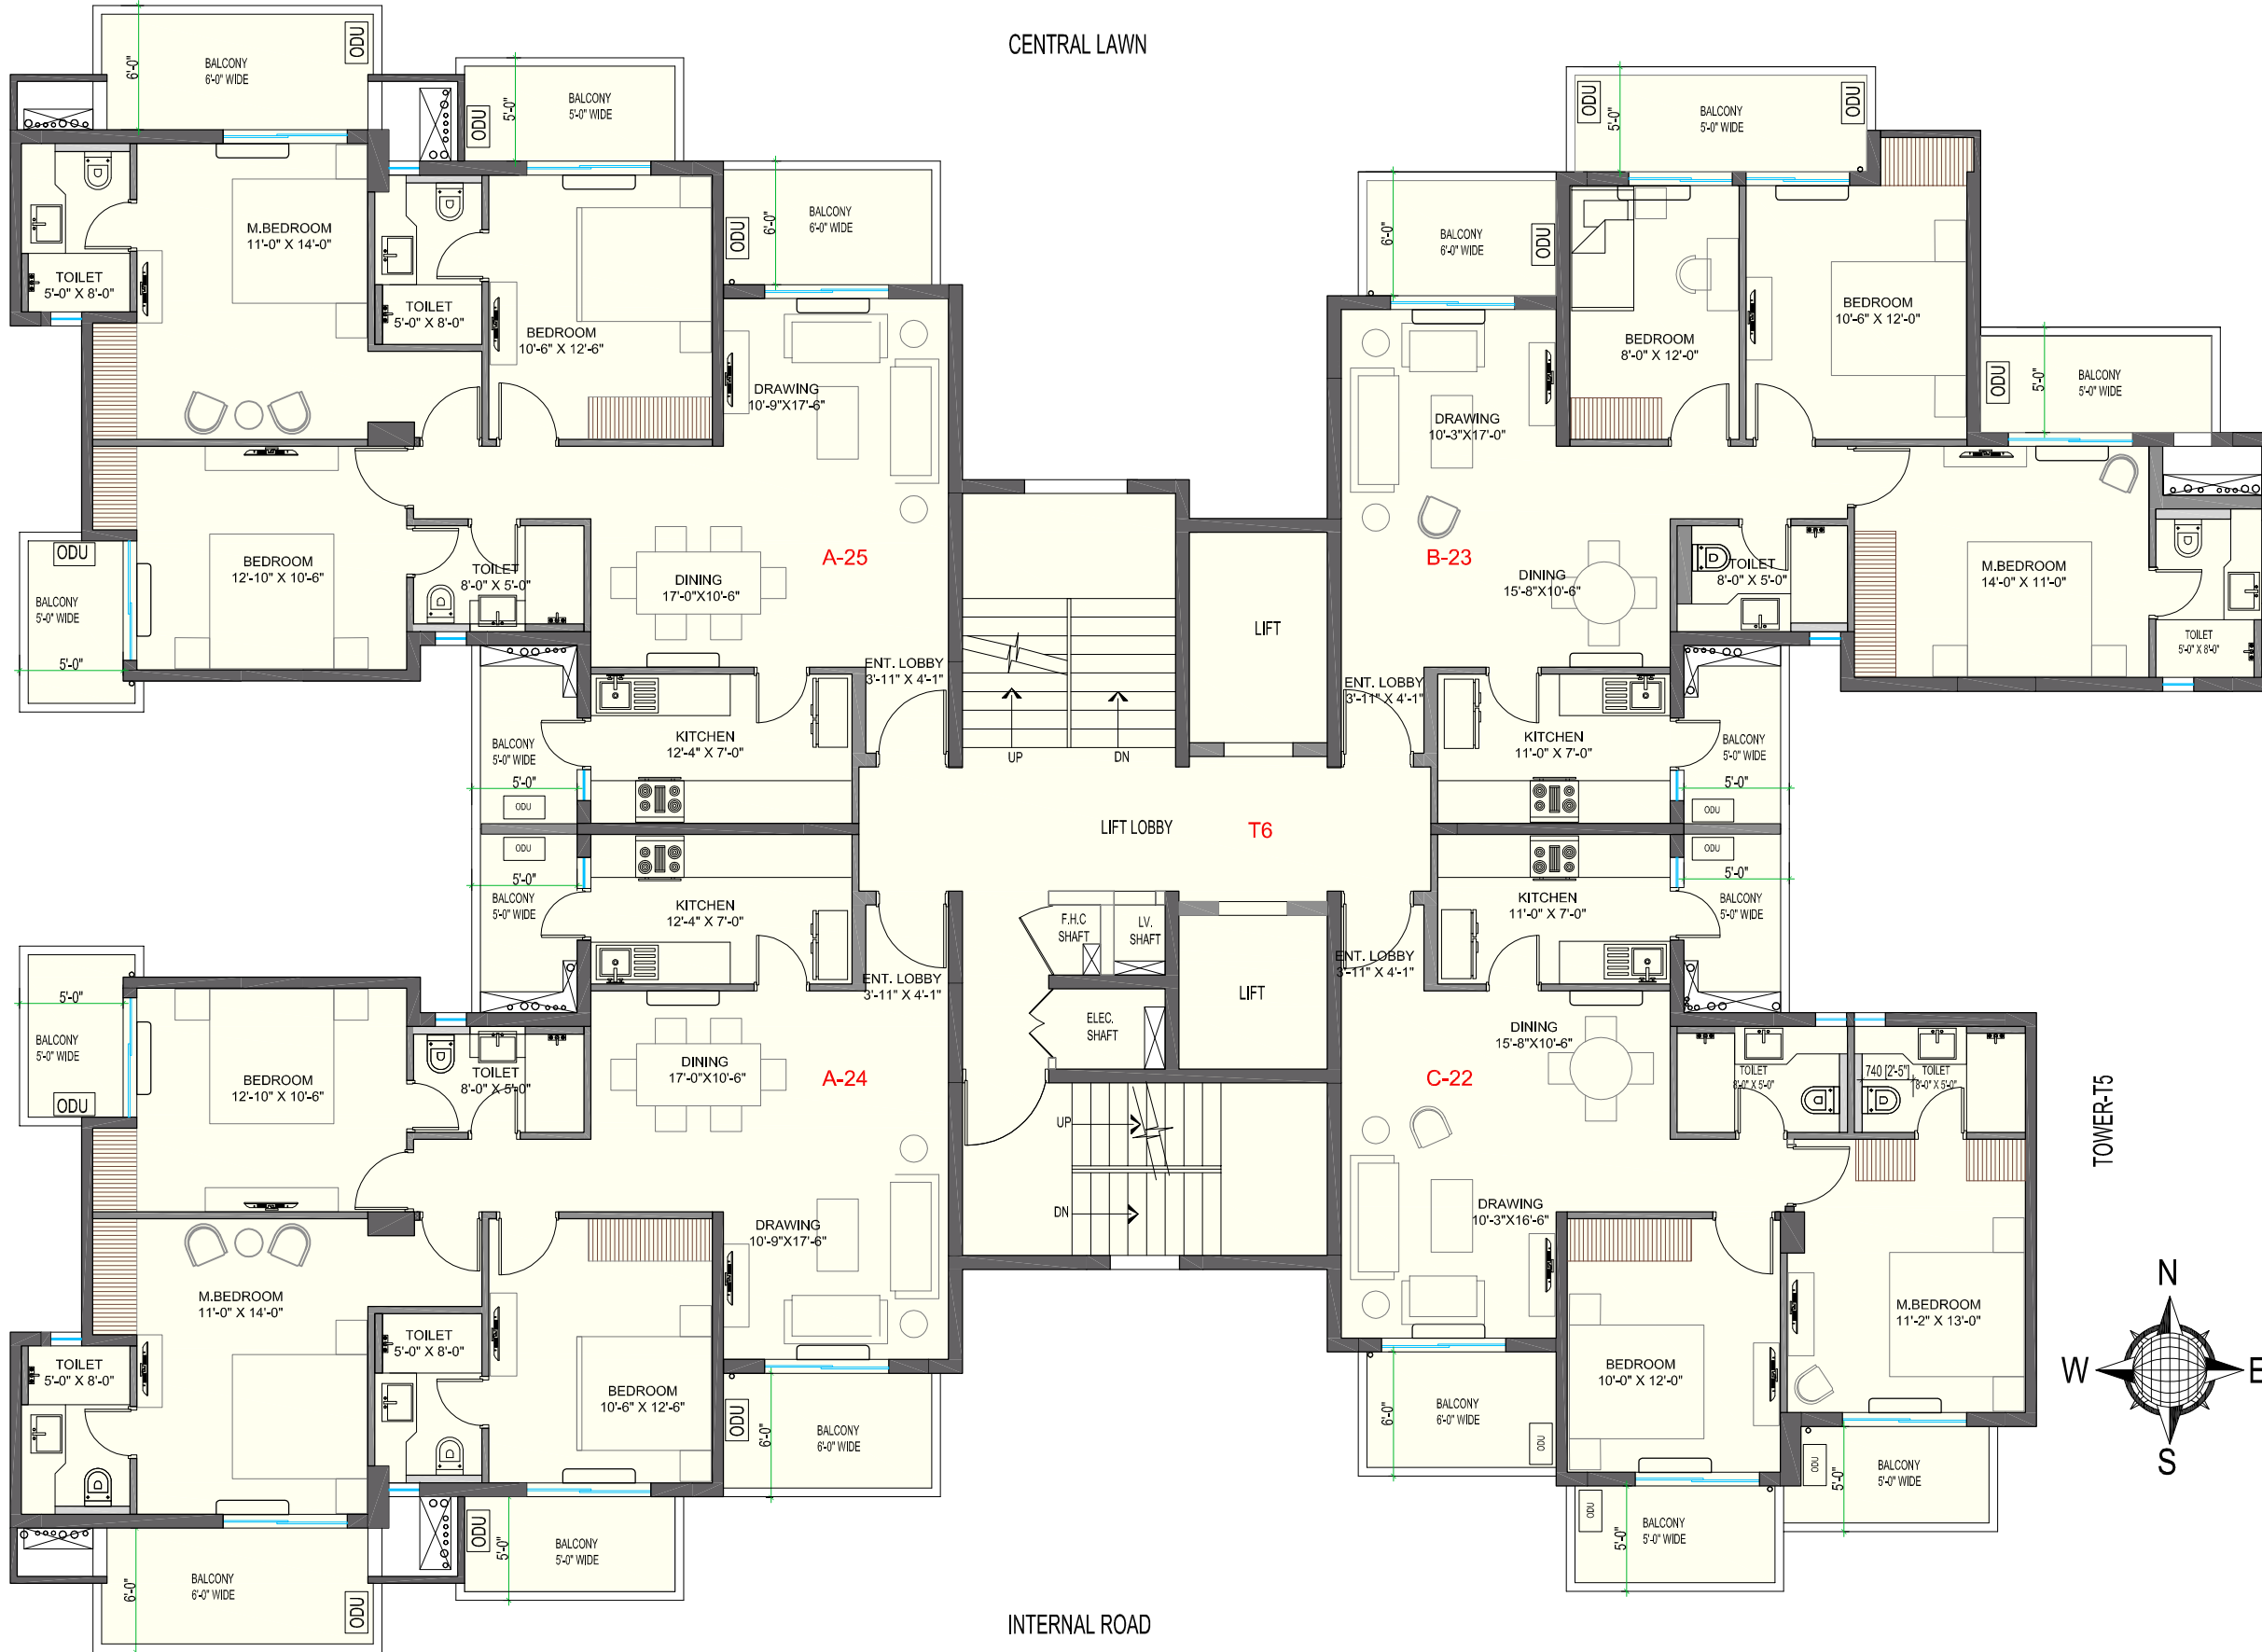 CENTRAL LAWN
BALCONY
6'-0" WIDE
6'-0"
ODU
BALCONY
5'-0" WIDE
5'-0"
ODU
BALCONY
6'-0" WIDE
6'-0"
ODU
M.BEDROOM
11'-0" X 14'-0"
TOILET
5'-0" X 8'-0"
TOILET
5'-0" X 8'-0"
BEDROOM
10'-6" X 12'-6"
DRAWING
10'-9"X17'-6"
BEDROOM
12'-10" X 10'-6"
ODU
BALCONY
5'-0" WIDE
5'-0"
TOILET
8'-0" X 5'-0"
DINING
17'-0"X10'-6"
A-25
ENT. LOBBY
3'-11" X 4'-1"
KITCHEN
12'-4" X 7'-0"
BALCONY
5'-0" WIDE
5'-0"
ODU
UP
DN
LIFT
BALCONY
5'-0" WIDE
5'-0"
ODU
ODU
BALCONY
6'-0" WIDE
6'-0"
ODU
BEDROOM
8'-0" X 12'-0"
BEDROOM
10'-6" X 12'-0"
BALCONY
5'-0" WIDE
5'-0"
ODU
DRAWING
10'-3"X17'-0"
B-23
DINING
15'-8"X10'-6"
TOILET
8'-0" X 5'-0"
M.BEDROOM
14'-0" X 11'-0"
TOILET
5'-0" X 8'-0"
ENT. LOBBY
3'-11" X 4'-1"
KITCHEN
11'-0" X 7'-0"
BALCONY
5'-0" WIDE
5'-0"
ODU
LIFT LOBBY
T6
ODU
5'-0"
BALCONY
5'-0" WIDE
KITCHEN
12'-4" X 7'-0"
ENT. LOBBY
3'-11" X 4'-1"
F.H.C
SHAFT
LV.
SHAFT
ELEC.
SHAFT
LIFT
UP
DN
5'-0"
BALCONY
5'-0" WIDE
ODU
BEDROOM
12'-10" X 10'-6"
TOILET
8'-0" X 5'-0"
DINING
17'-0"X10'-6"
A-24
DRAWING
10'-9"X17'-6"
M.BEDROOM
11'-0" X 14'-0"
TOILET
5'-0" X 8'-0"
TOILET
5'-0" X 8'-0"
BEDROOM
10'-6" X 12'-6"
ODU
6'-0"
BALCONY
6'-0" WIDE
ODU
5'-0"
BALCONY
5'-0" WIDE
6'-0"
BALCONY
6'-0" WIDE
ODU
KITCHEN
11'-0" X 7'-0"
ODU
5'-0"
BALCONY
5'-0" WIDE
ENT. LOBBY
3'-11" X 4'-1"
DINING
15'-8"X10'-6"
C-22
TOILET
8'-0" X 5'-0"
740 [2'-5"]
TOILET
8'-0" X 5'-0"
DRAWING
10'-3"X16'-6"
BEDROOM
10'-0" X 12'-0"
M.BEDROOM
11'-2" X 13'-0"
6'-0"
BALCONY
6'-0" WIDE
ODU
ODU
5'-0"
BALCONY
5'-0" WIDE
ODU
5'-0"
BALCONY
5'-0" WIDE
TOWER-T5
N
W
E
S
INTERNAL ROAD